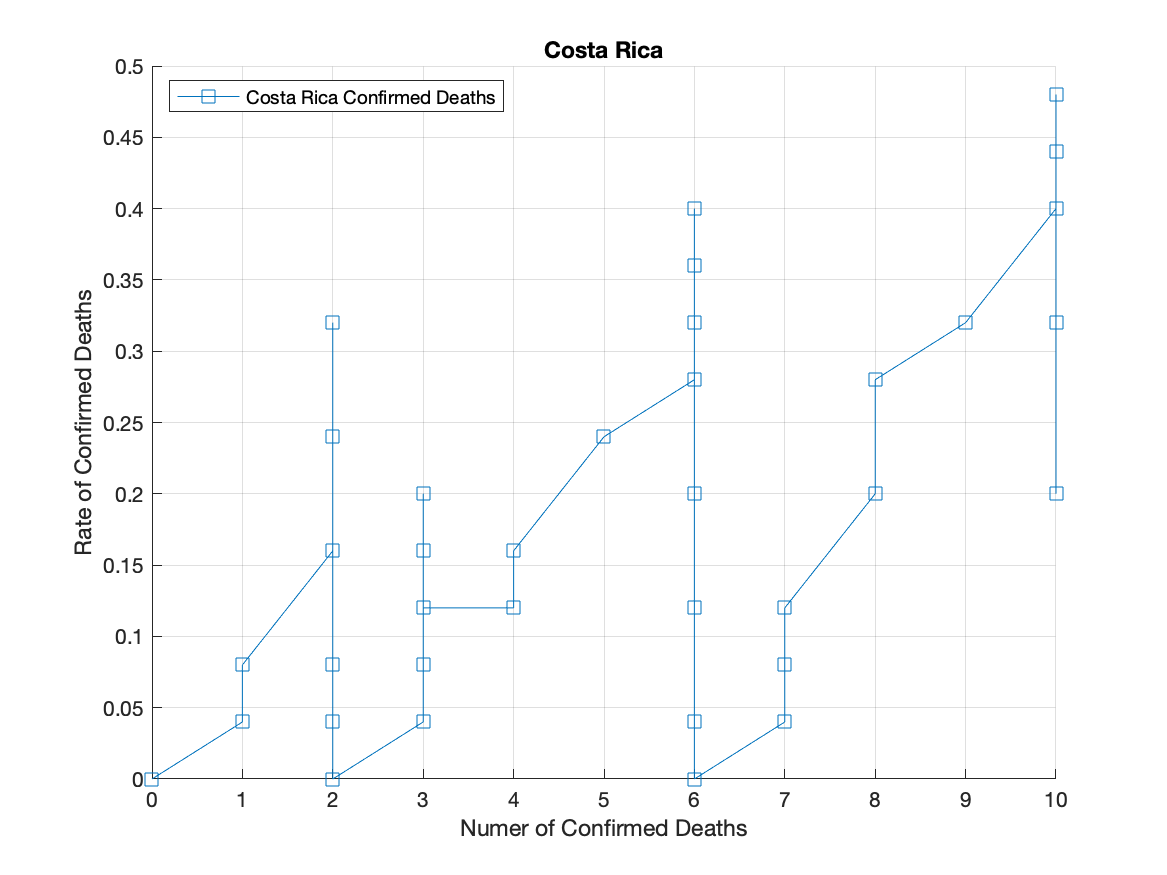 Costa Rica
Costa Rica Confirmed Deaths
0.5
0.45
0.4
0.35
0.3
0.25
0.2
0.15
0.1
0.05
0
Rate of Confirmed Deaths
0 1 2 3 4 5 6 7 8 9 10
Numer of Confirmed Deaths